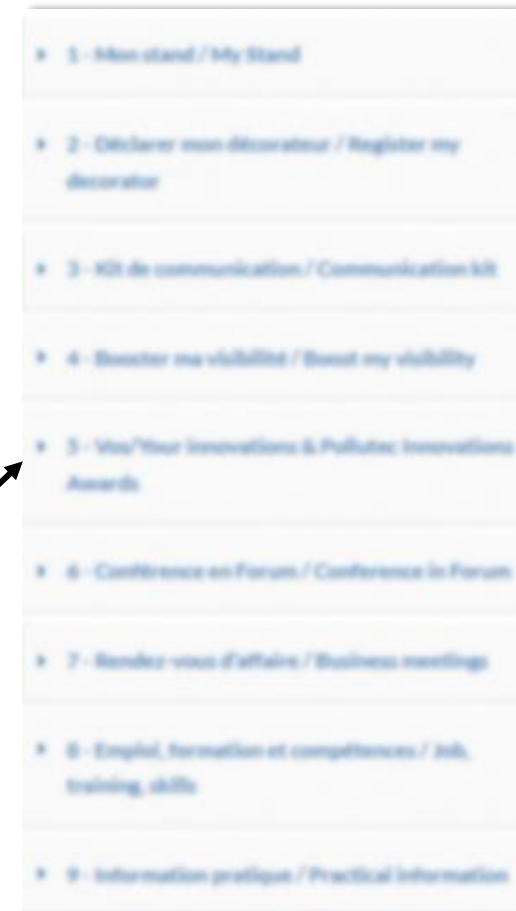 1 - Mon stand / My Stand
2 - Déclarer mon décorateur / Register my
decorator
3 - Kit de communication / Communication kit
4 - Booster ma visibilité / Boost my visibility
5 - Vos/Your innovations & Pollutec Innovations
Awards
6 - Conférence en Forum / Conference in Forum
7 - Rendez-vous d'affaire / Business meetings
8 - Emploi, formation et compétences / Job,
training, skills
9 - Information pratique / Practical information